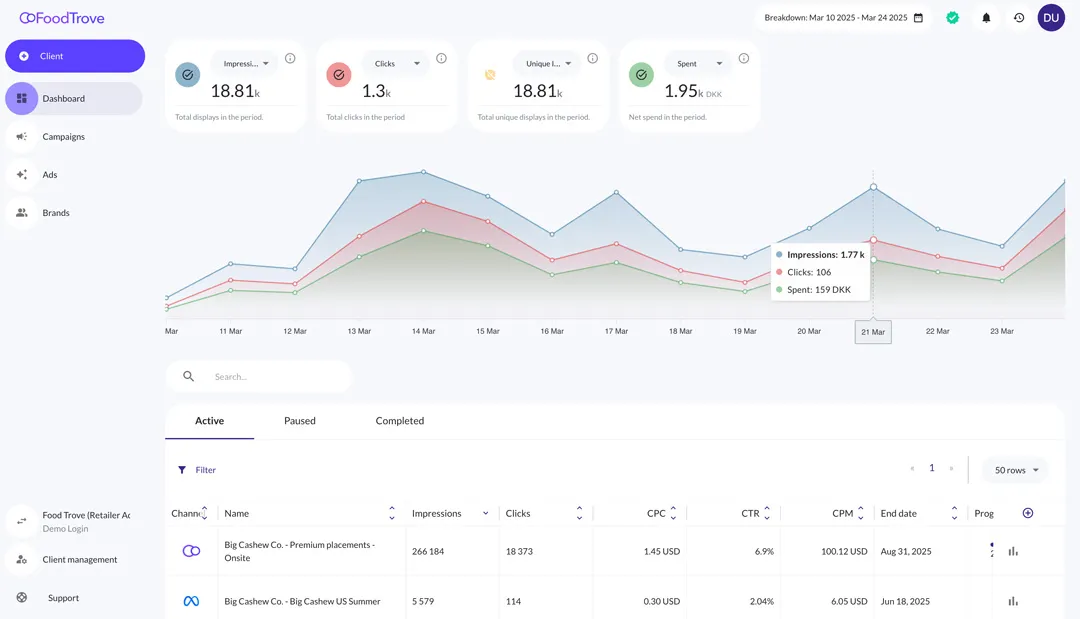 FoodTrove
Breakdown: Mar 10 2025 - Mar 24 2025
DU
Client
Dashboard
Campaigns
Ads
Brands
Impressi...
18.81k
Total displays in the period.
Clicks
1.3k
Total clicks in the period
Unique I...
18.81k
Total unique displays in the period.
Spent
1.95k DKK
Net spend in the period.
Impressions: 1.77 k
Clicks: 106
Spent: 159 DKK
Mar 11 Mar 12 Mar 13 Mar 14 Mar 15 Mar 16 Mar 17 Mar 18 Mar 19 Mar 20 Mar 21 Mar 22 Mar 23 Mar
Search...
Active Paused Completed
Filter
« 1 » 50 rows
Channe Name Impressions Clicks CPC CTR CPM End date Prog
Big Cashew Co. - Premium placements -
Onsite
266 184 18 373 1.45 USD 6.9% 100.12 USD Aug 31, 2025
Big Cashew Co. - Big Cashew US Summer 5 579 114 0.30 USD 2.04% 6.05 USD Jun 18, 2025
Food Trove (Retailer Ac
Demo Login
Client management
Support